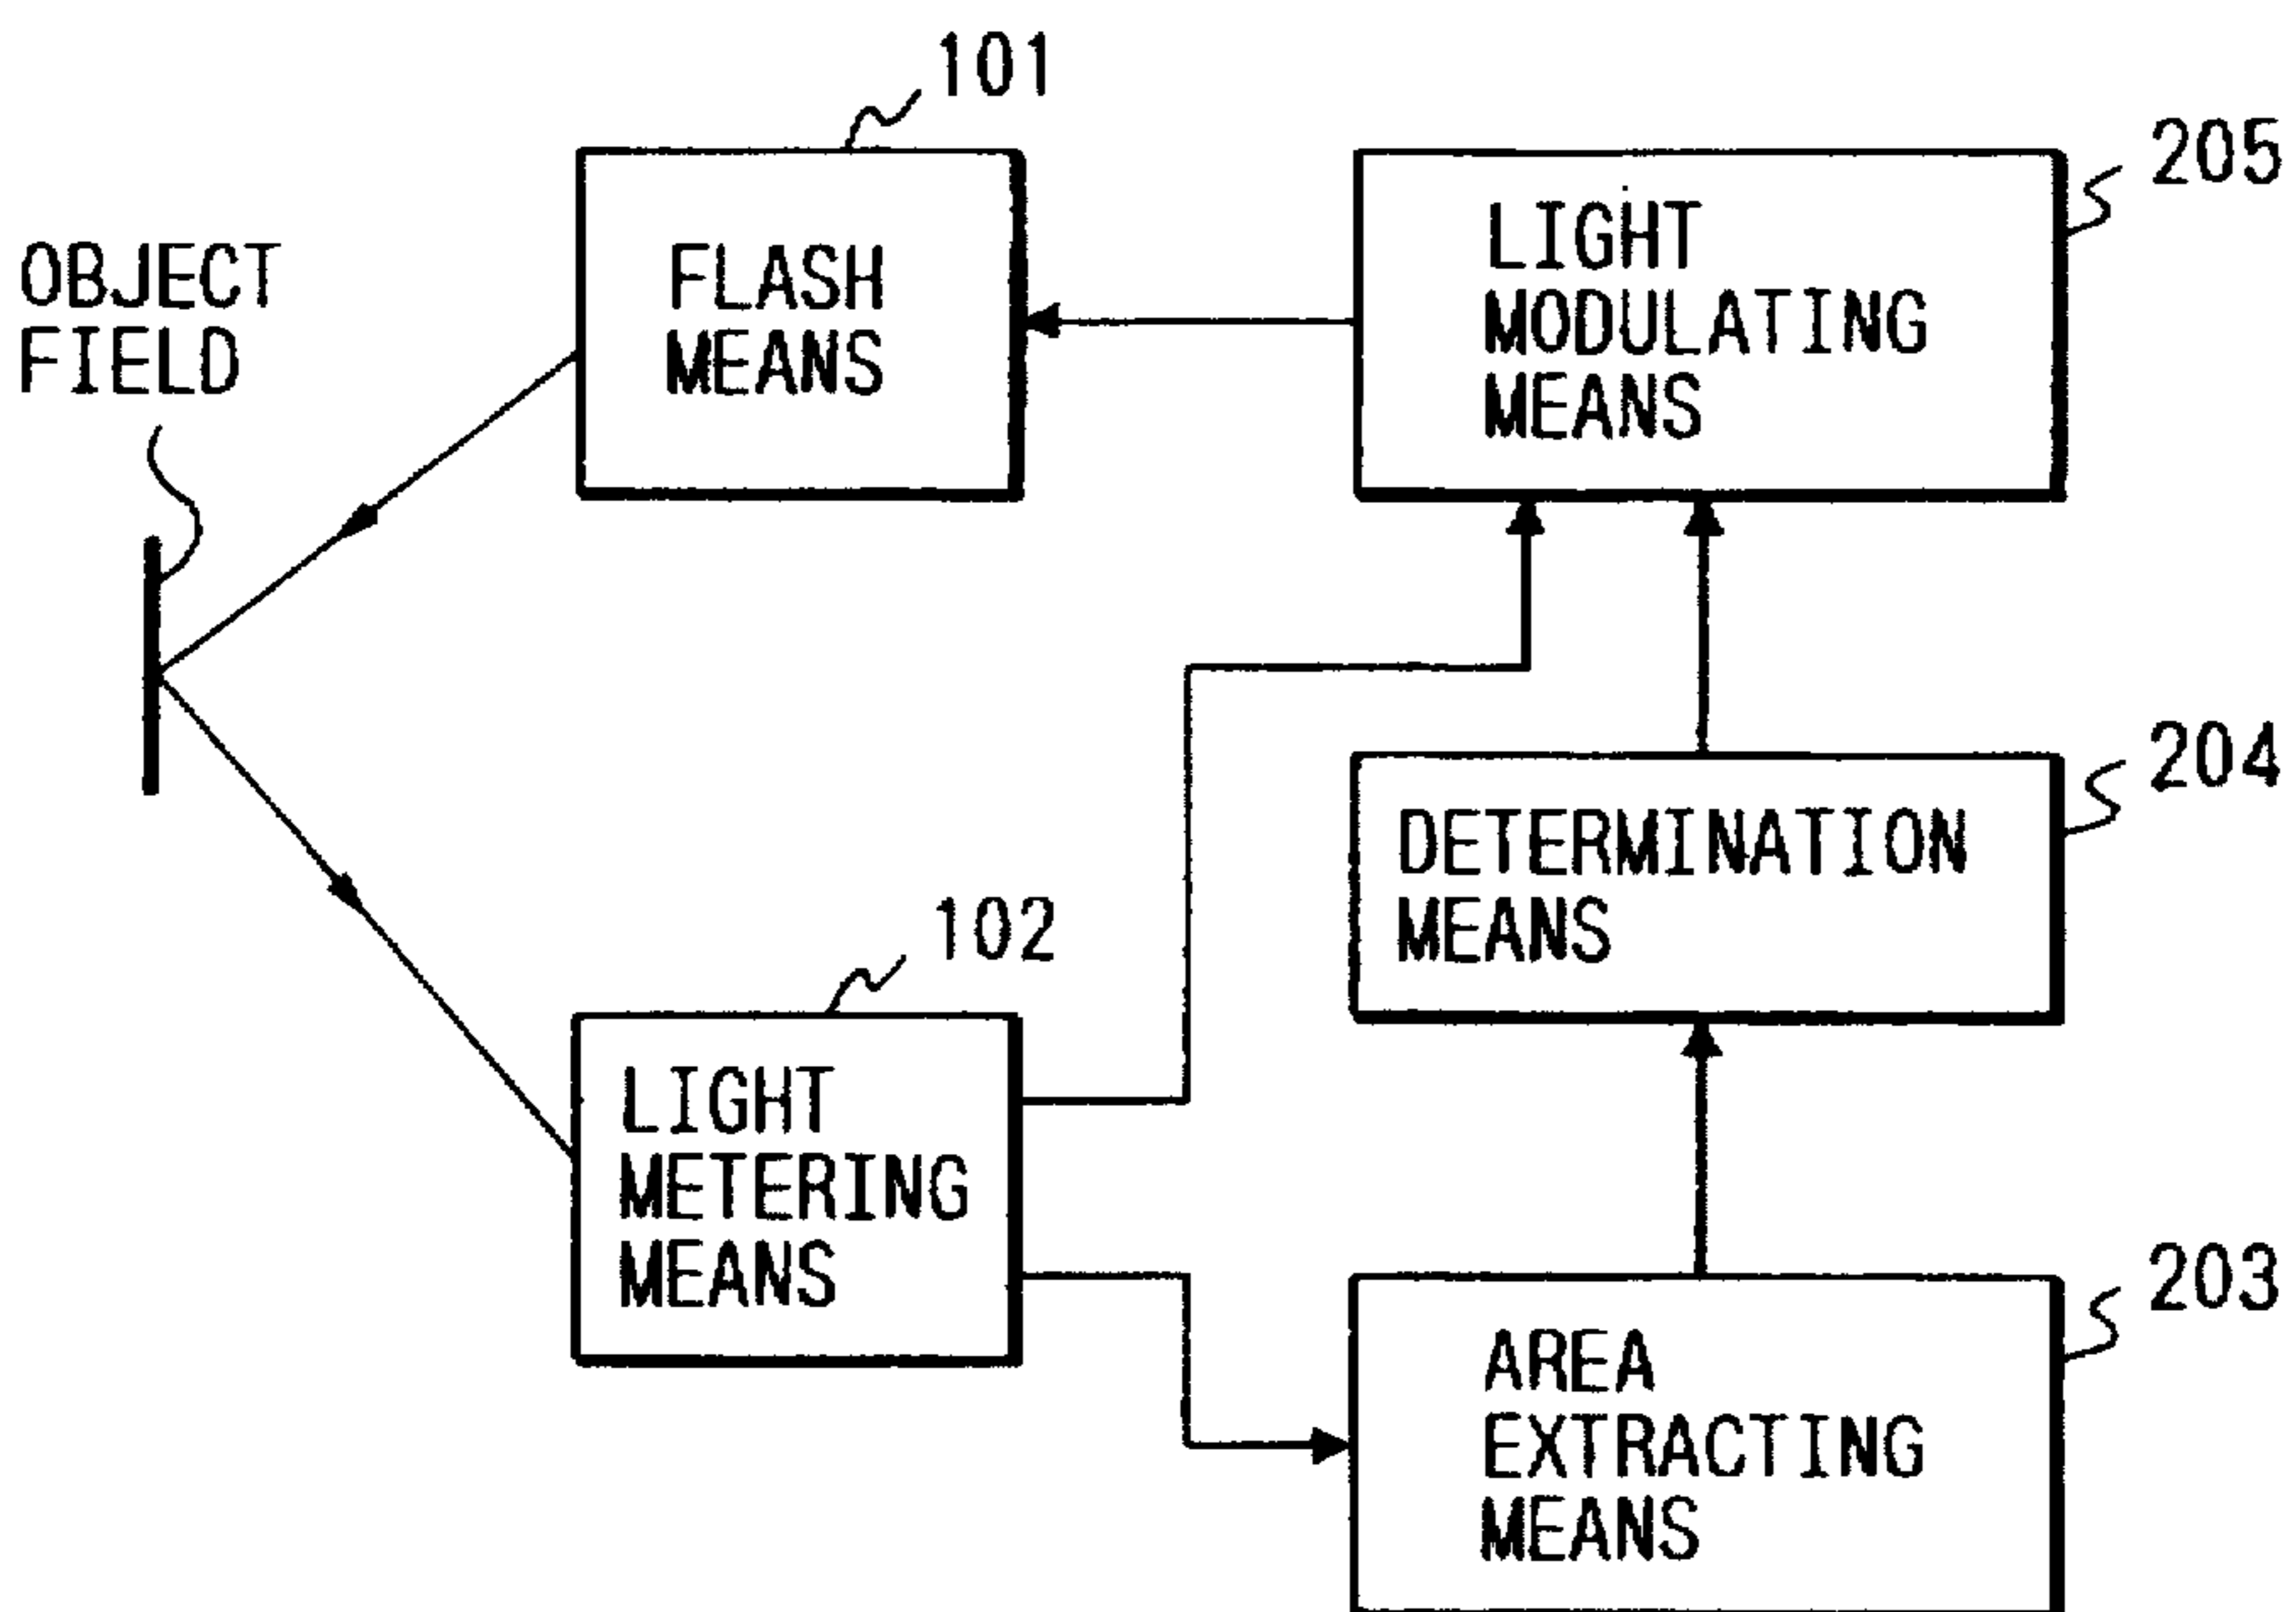 101
FLASH
MEANS
205
LIGHT
MODULATING
MEANS
OBJECT
FIELD
204
DETERMINATION
MEANS
102
LIGHT
METERING
MEANS
203
AREA
EXTRACTING
MEANS